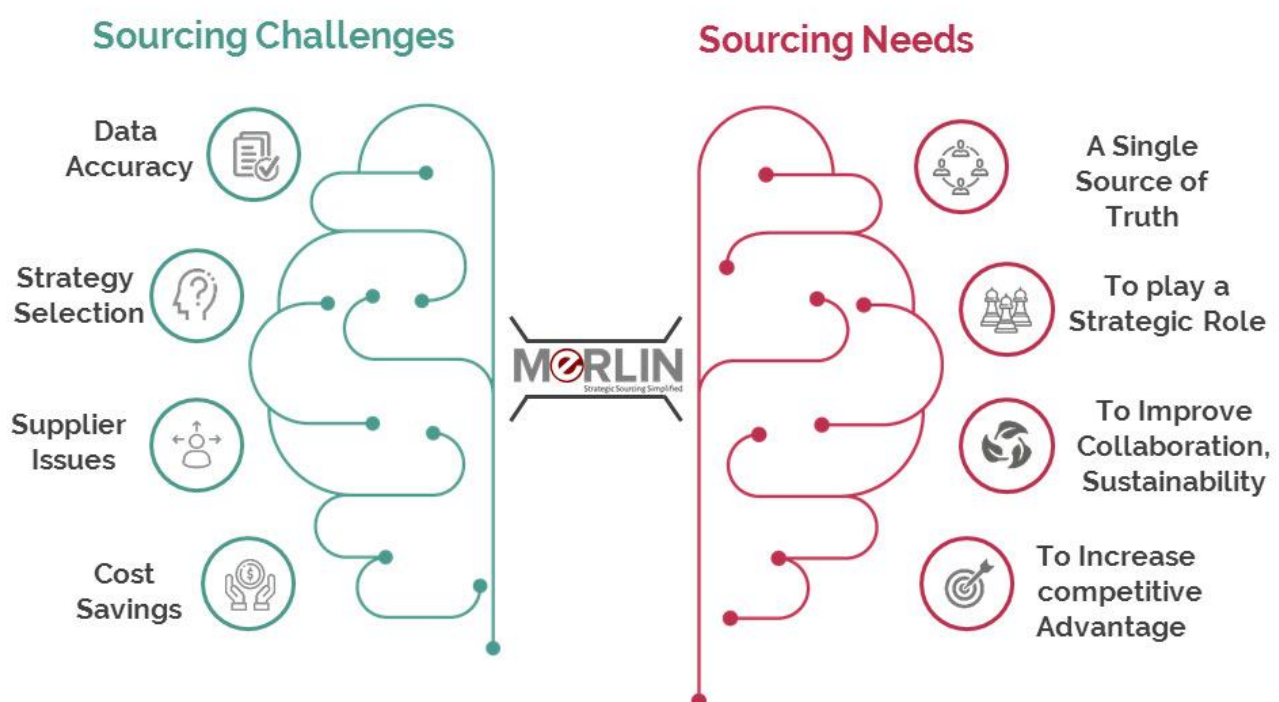 Sourcing Challenges
Data
Accuracy
Strategy
Selection
Supplier
Issues
Cost
Savings
MeRLIN
Strategic Sourcing Simplified
Sourcing Needs
A Single
Source of
Truth
To play a
Strategic Role
To Improve
Collaboration,
Sustainability
To Increase
competitive
Advantage